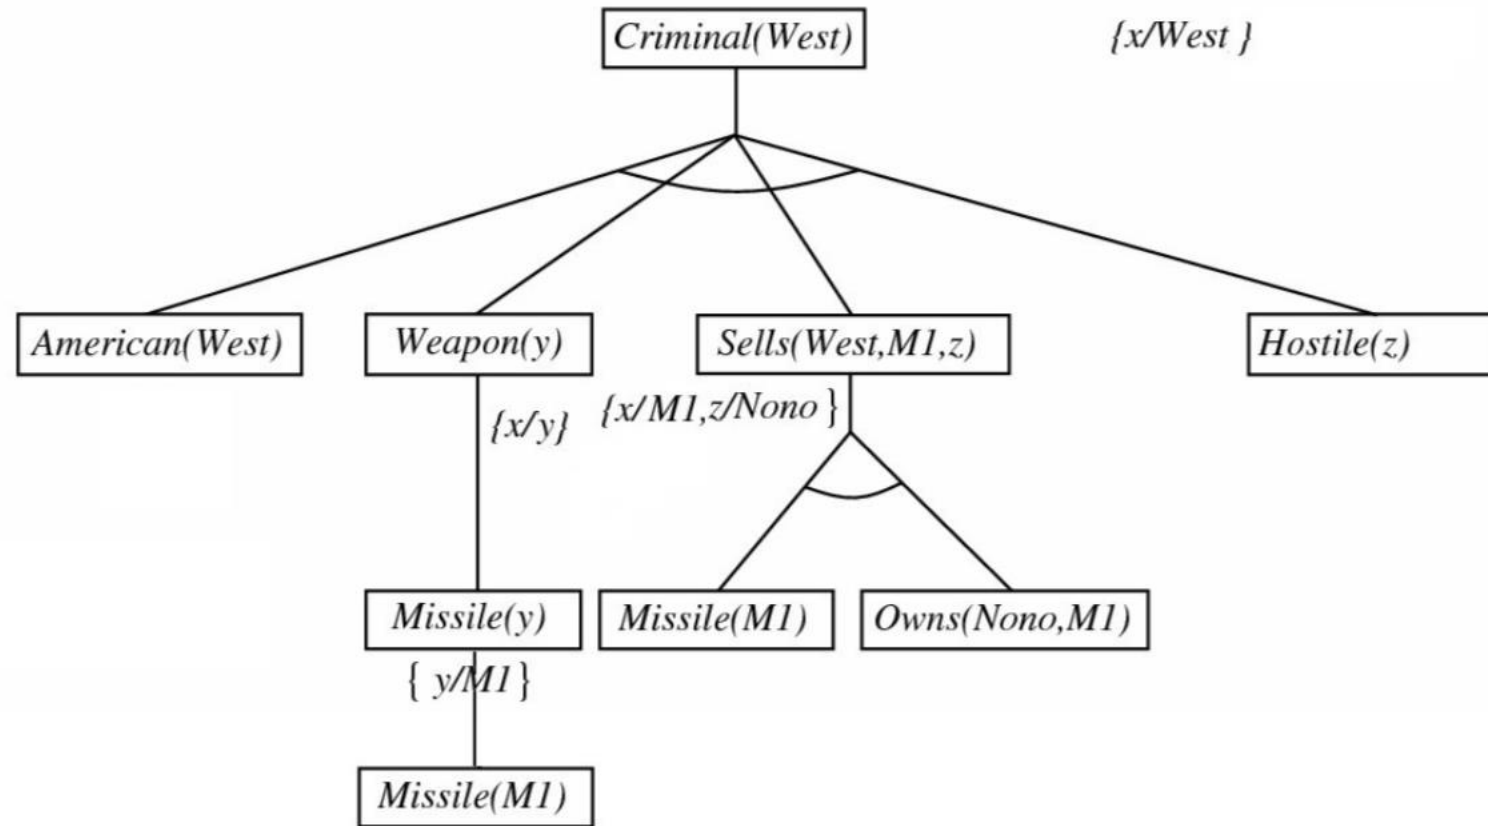 Criminal(West)
{x/West }
American(West)
Weapon(y)
Sells(West,M1,z)
Hostile(z)
{x/y}
{x/M1,z/Nono }
Missile(y)
Missile(M1)
Owns(Nono,M1)
{ y/M1 }
Missile(M1)